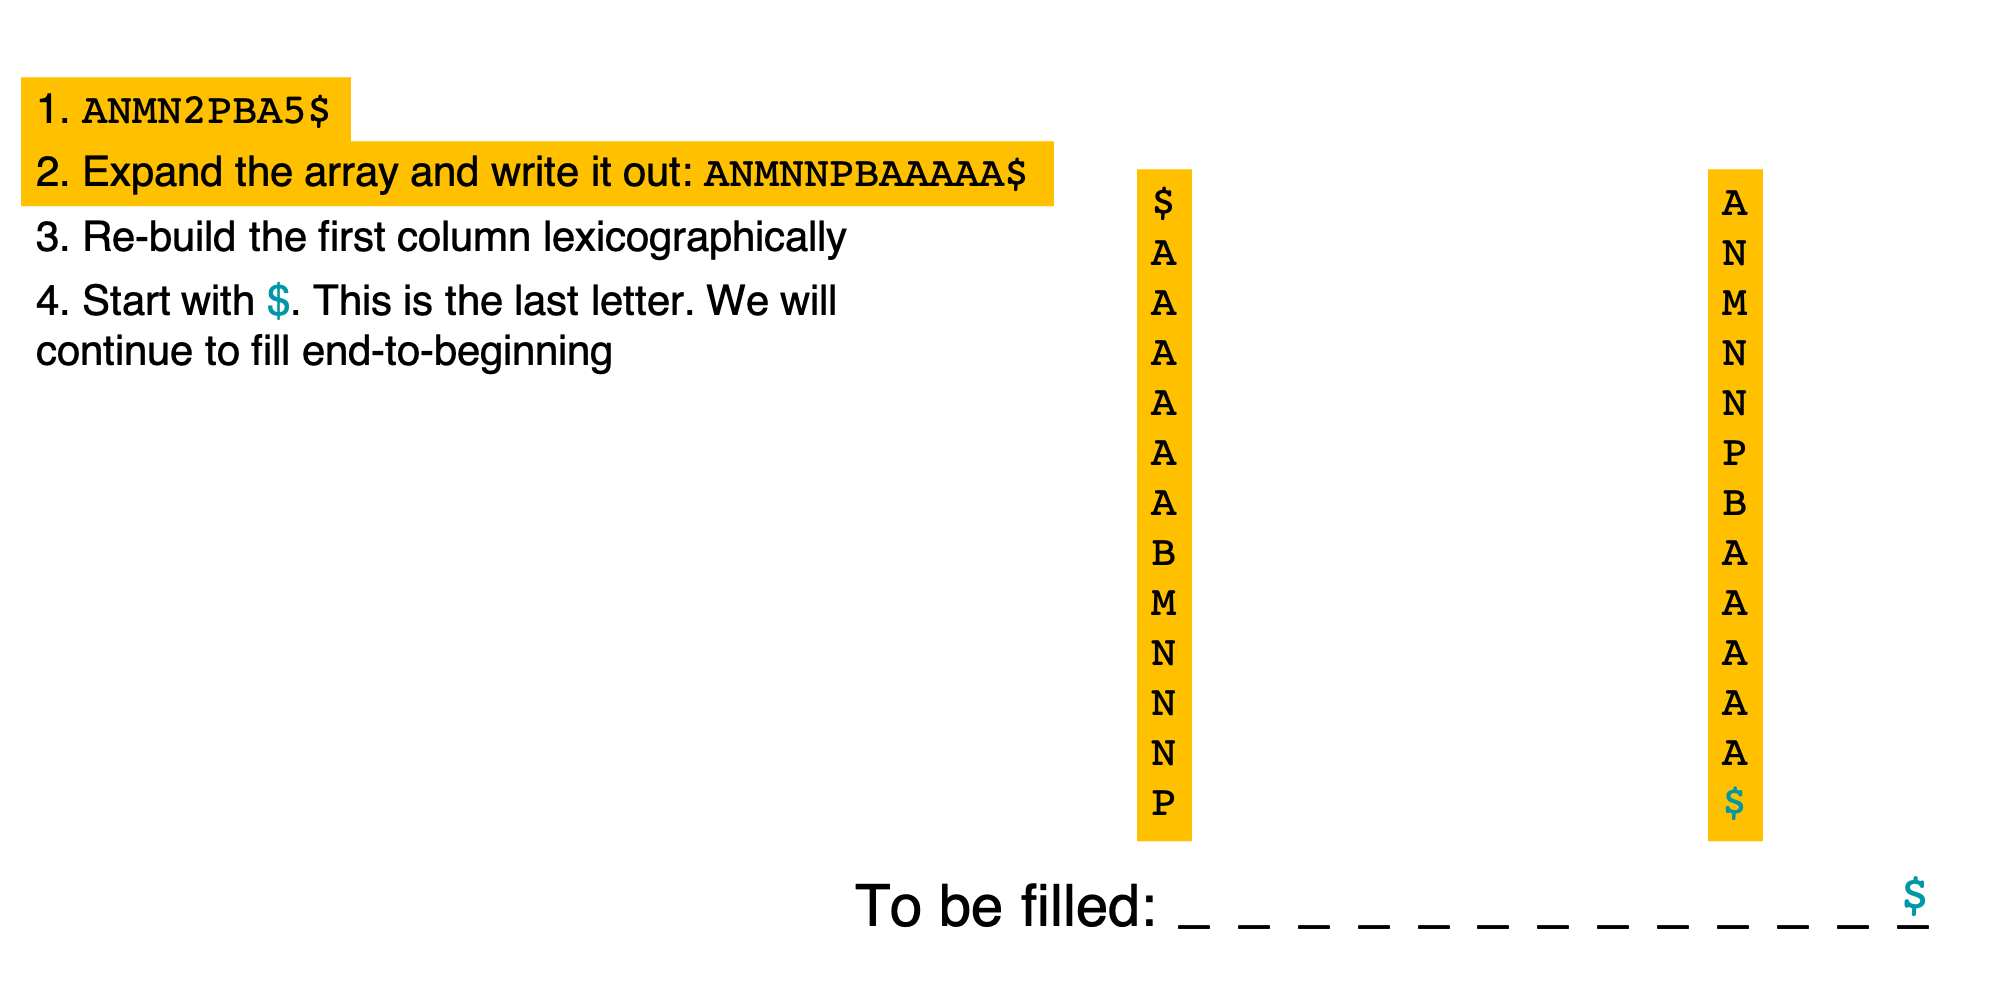 1. ANMN2PBA5$
2. Expand the array and write it out: ANMNNPBAAAAA$
3. Re-build the first column lexicographically
4. Start with $. This is the last letter. We will
continue to fill end-to-beginning
$ A
A N
A M
A N
A N
A P
A B
B A
M A
N A
N A
N A
P $
To be filled: _ _ _ _ _ _ _ _ _ _ _ _ $